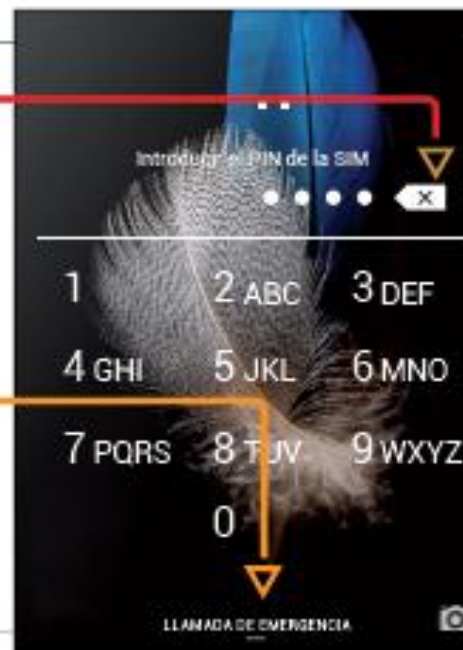 Introducir el PIN de la SIM
1 2 ABC 3 DEF
4 GHI 5 JKL 6 MNO
7 PQRS 8 TUV 9 WXYZ
0
LLAMADA DE EMERGENCIA